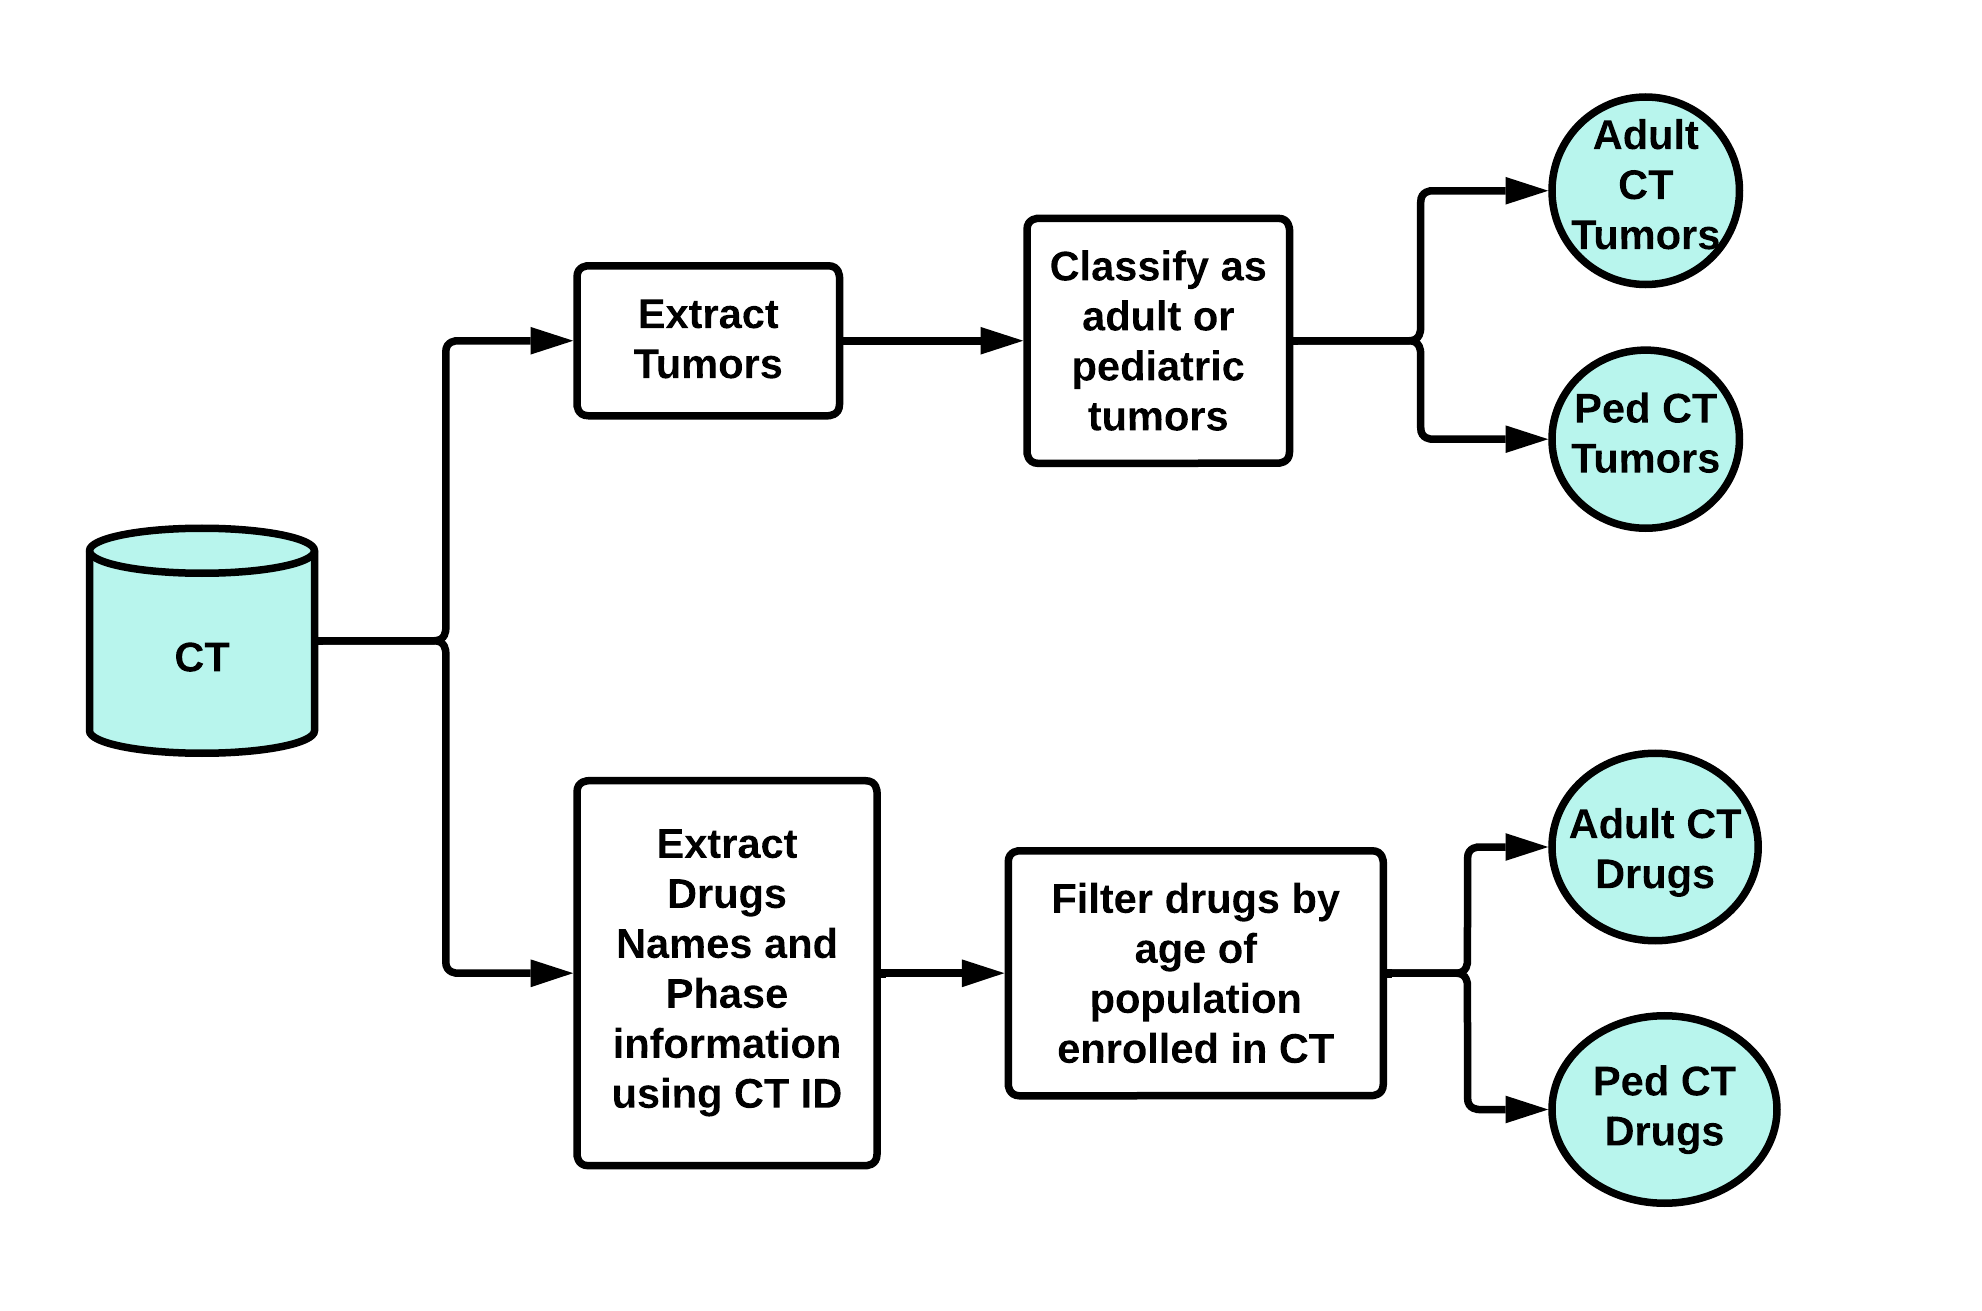 CT
Extract
Tumors
Classify as
adult or
pediatric
tumors
Adult
CT
Tumors
Ped CT
Tumors
Extract
Drugs
Names and
Phase
information
using CT ID
Filter drugs by
age of
population
enrolled in CT
Adult CT
Drugs
Ped CT
Drugs